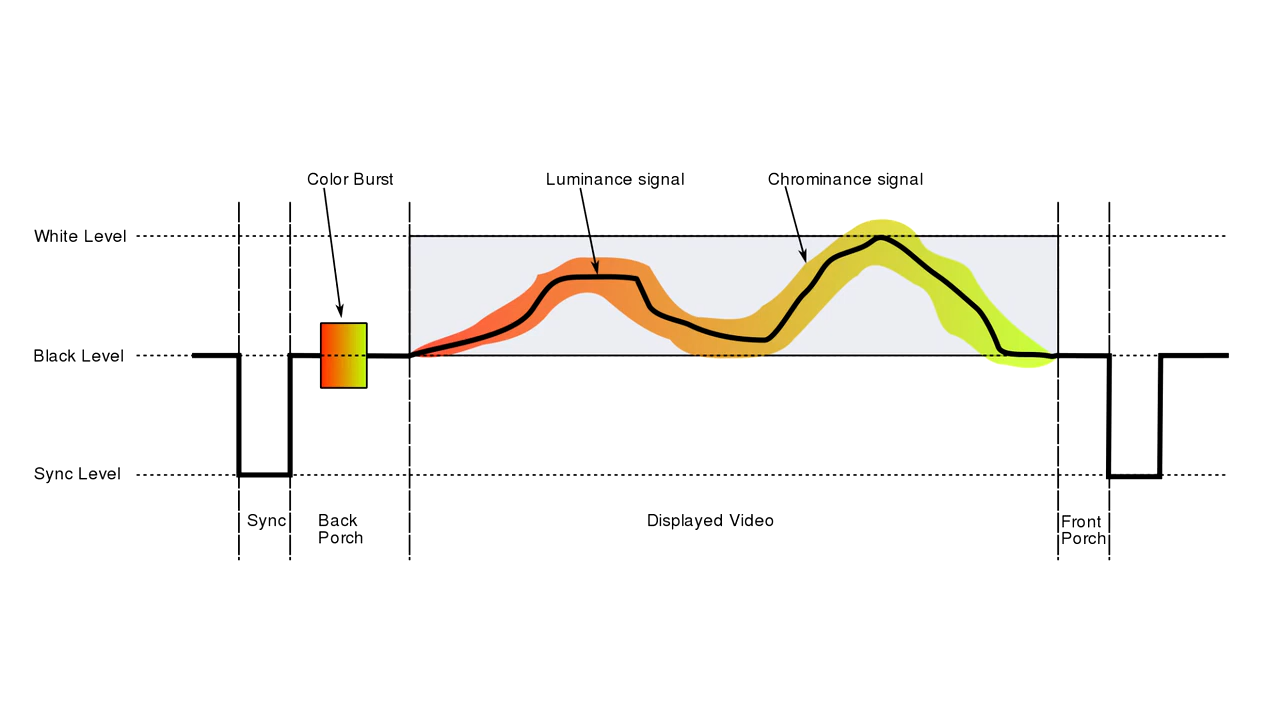 Color Burst
Luminance signal
Chrominance signal
White Level
Black Level
Sync Level
Sync
Back
Porch
Displayed Video
Front
Porch